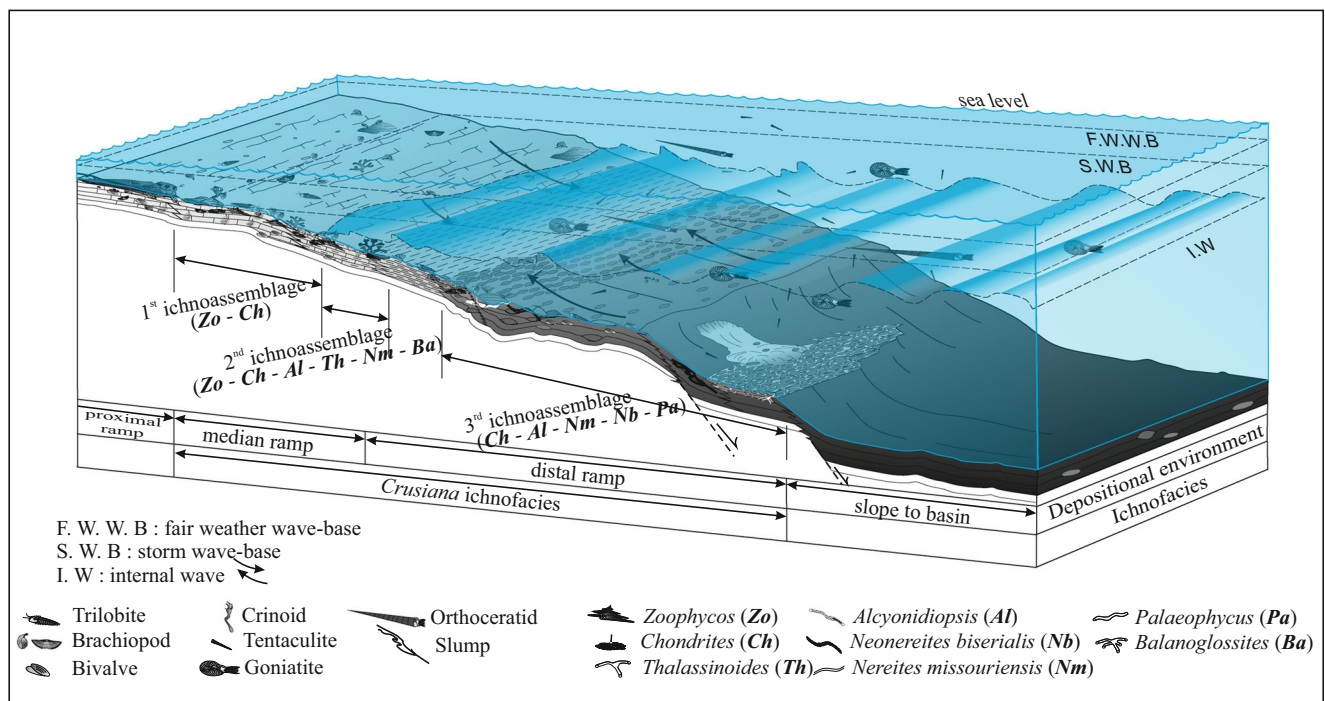 sea level
F.W.W.B
S.W.B
I.W
1st ichnoassemblage
(Zo - Ch)
2nd ichnoassemblage
(Zo - Ch - Al - Th - Nm - Ba)
3rd ichnoassemblage
(Ch - Al - Nm - Nb - Pa)
proximal
ramp
median ramp
distal ramp
slope to basin
Depositional environment
Crusiana ichnofacies
Ichnofacies
F. W. W. B : fair weather wave-base
S. W. B : storm wave-base
I. W : internal wave
Trilobite
Brachiopod
Bivalve
Crinoid
Tentaculite
Goniatite
Orthoceratid
Slump
Zoophycos (Zo)
Chondrites (Ch)
Thalassinoides (Th)
Alcyonidiopsis (Al)
Neonereites biserialis (Nb)
Nereites missouriensis (Nm)
Palaeophycus (Pa)
Balanoglossites (Ba)